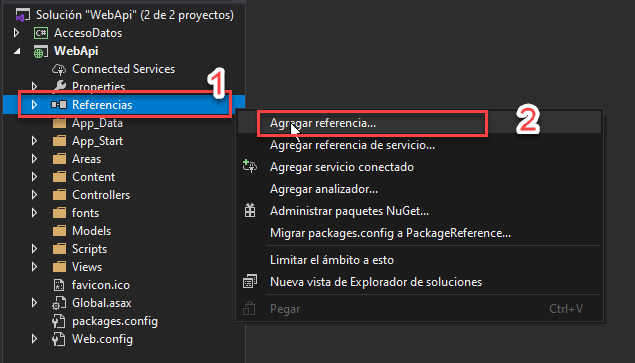 Solución "WebApi" (2 de 2 proyectos)
C# AccesoDatos
WebApi
Connected Services
Properties
1
Referencias
App_Data
App_Start
Areas
Content
Controllers
fonts
Models
Scripts
Views
favicon.ico
Global.asax
packages.config
Web.config
Agregar referencia...
2
Agregar referencia de servicio...
Agregar servicio conectado
Agregar analizador...
Administrar paquetes NuGet...
Migrar packages.config a PackageReference...
Limitar el ámbito a esto
Nueva vista de Explorador de soluciones
Pegar Ctrl+V